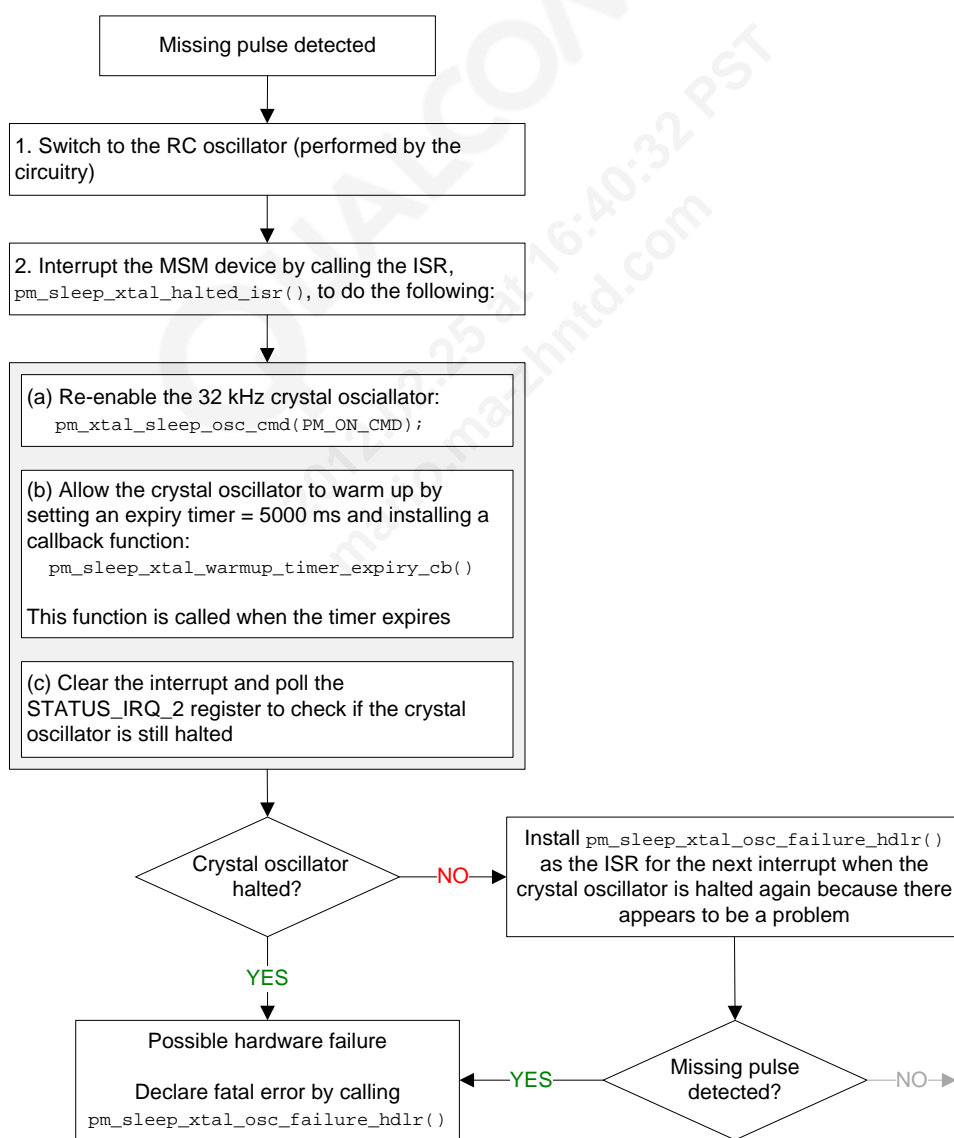 Missing pulse detected
1. Switch to the RC oscillator (performed by the
circuitry)
2. Interrupt the MSM device by calling the ISR,
pm_sleep_xtal_halted_isr(), to do the following:
(a) Re-enable the 32 kHz crystal osciallator:
pm_xtal_sleep_osc_cmd(PM_ON_CMD);
(b) Allow the crystal oscillator to warm up by
setting an expiry timer = 5000 ms and installing a
callback function:
pm_sleep_xtal_warmup_timer_expiry_cb()
This function is called when the timer expires
(c) Clear the interrupt and poll the
STATUS_IRQ_2 register to check if the crystal
oscillator is still halted
Crystal oscillator
halted?
NO
Install pm_sleep_xtal_osc_failure_hdlr()
as the ISR for the next interrupt when the
crystal oscillator is halted again because there
appears to be a problem
YES
Possible hardware failure
Declare fatal error by calling
pm_sleep_xtal_osc_failure_hdlr()
YES
Missing pulse
detected?
NO